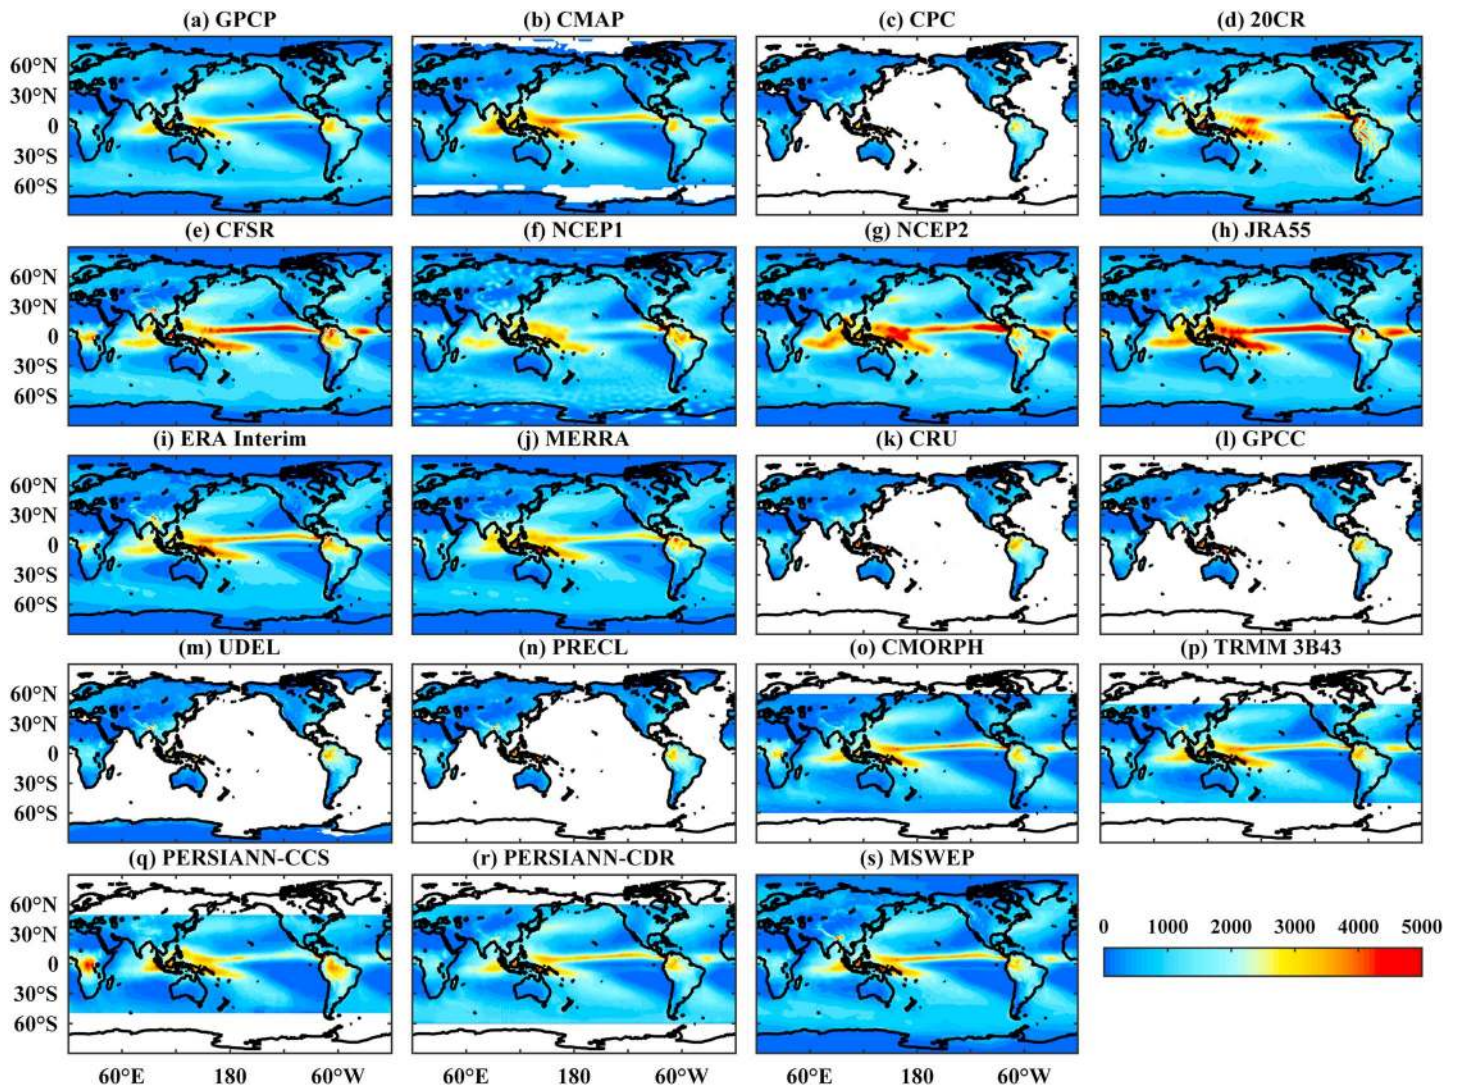 (a) GPCP (b) CMAP (c) CPC (d) 20CR
60°N
30°N
0
30°S
60°S
(e) CFSR (f) NCEP1 (g) NCEP2 (h) JRA55
60°N
30°N
0
30°S
60°S
(i) ERA Interim (j) MERRA (k) CRU (l) GPCC
60°N
30°N
0
30°S
60°S
(m) UDEL (n) PRECL (o) CMORPH (p) TRMM 3B43
60°N
30°N
0
30°S
60°S
(q) PERSIANN-CCS (r) PERSIANN-CDR (s) MSWEP
60°N
30°N
0
30°S
60°S
0 1000 2000 3000 4000 5000
60°E 180 60°W 60°E 180 60°W 60°E 180 60°W